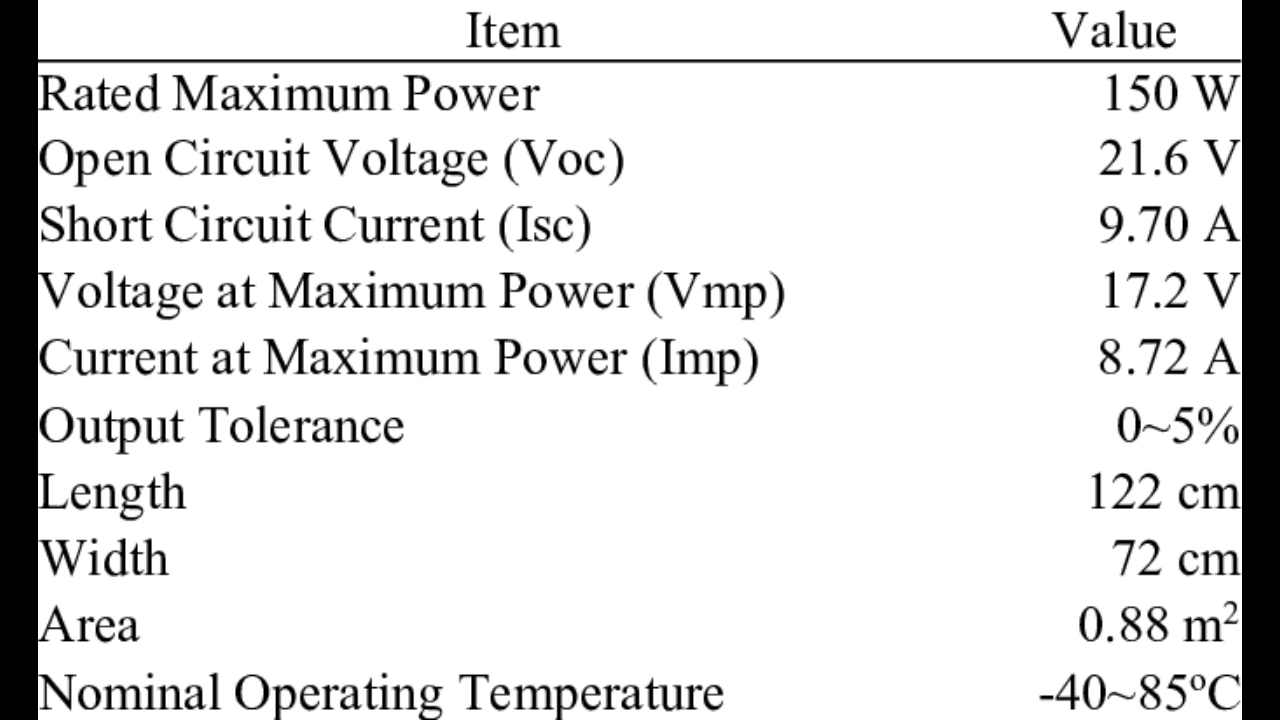 Item Value
Rated Maximum Power 150 W
Open Circuit Voltage (Voc) 21.6 V
Short Circuit Current (Isc) 9.70 A
Voltage at Maximum Power (Vmp) 17.2 V
Current at Maximum Power (Imp) 8.72 A
Output Tolerance 0~5%
Length 122 cm
Width 72 cm
Area 0.88 m²
Nominal Operating Temperature -40~85ºC